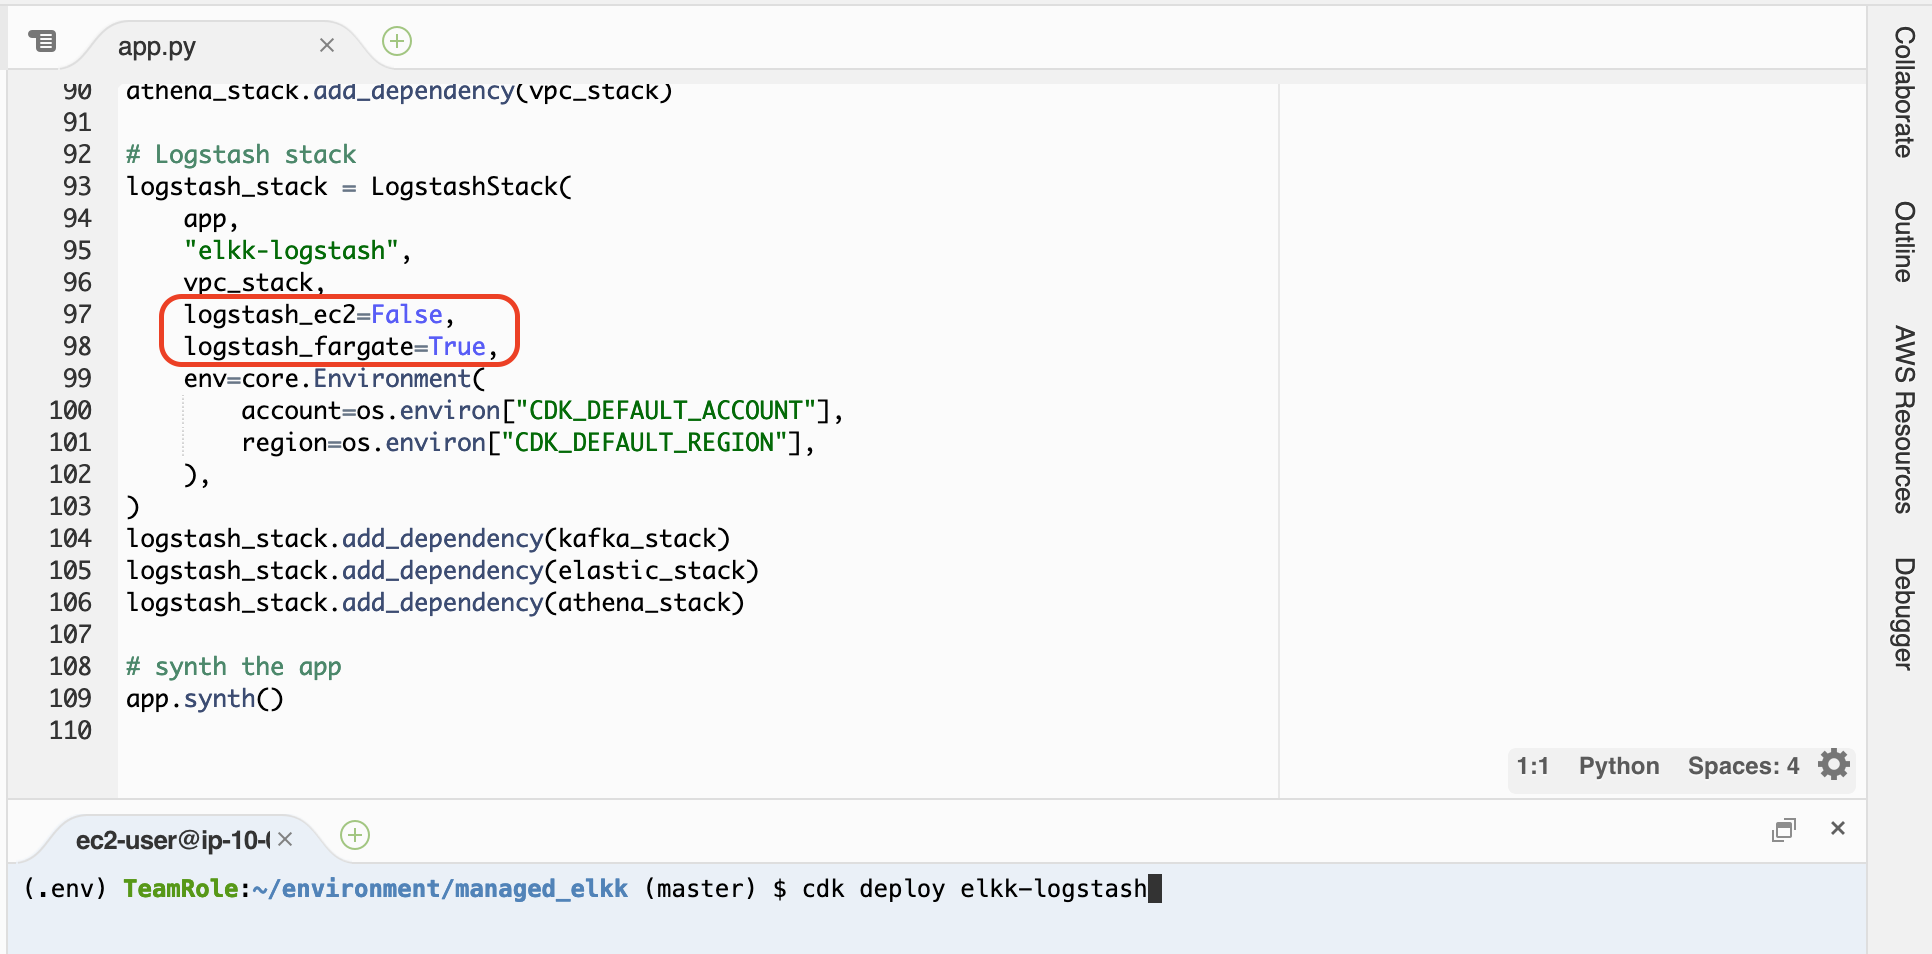 app.py
90 athena_stack.add_dependency(vpc_stack)
91
92 # Logstash stack
93 logstash_stack = LogstashStack(
94     app,
95     "elkk-logstash",
96     vpc_stack,
97     logstash_ec2=False,
98     logstash_fargate=True,
99     env=core.Environment(
100         account=os.environ["CDK_DEFAULT_ACCOUNT"],
101         region=os.environ["CDK_DEFAULT_REGION"],
102     ),
103 )
104 logstash_stack.add_dependency(kafka_stack)
105 logstash_stack.add_dependency(elastic_stack)
106 logstash_stack.add_dependency(athena_stack)
107
108 # synth the app
109 app.synth()
110
1:1 Python Spaces: 4
Collaborate
Outline
AWS Resources
Debugger
ec2-user@ip-10-
(.env) TeamRole:~/environment/managed_elkk (master) $ cdk deploy elkk-logstash